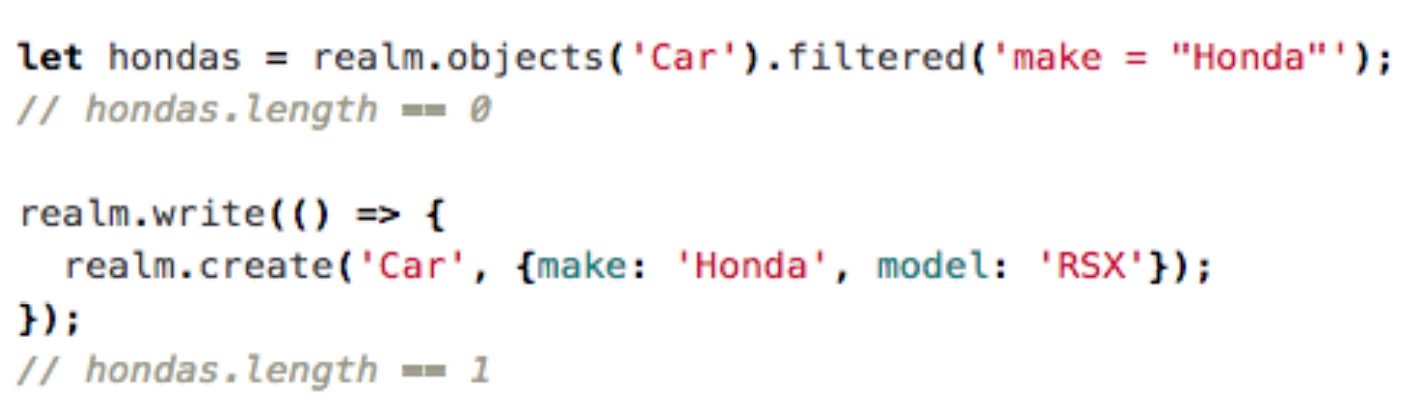 let hondas = realm.objects('Car').filtered('make = "Honda"');
// hondas.length == 0
realm.write(() => {
  realm.create('Car', {make: 'Honda', model: 'RSX'});
});
// hondas.length == 1